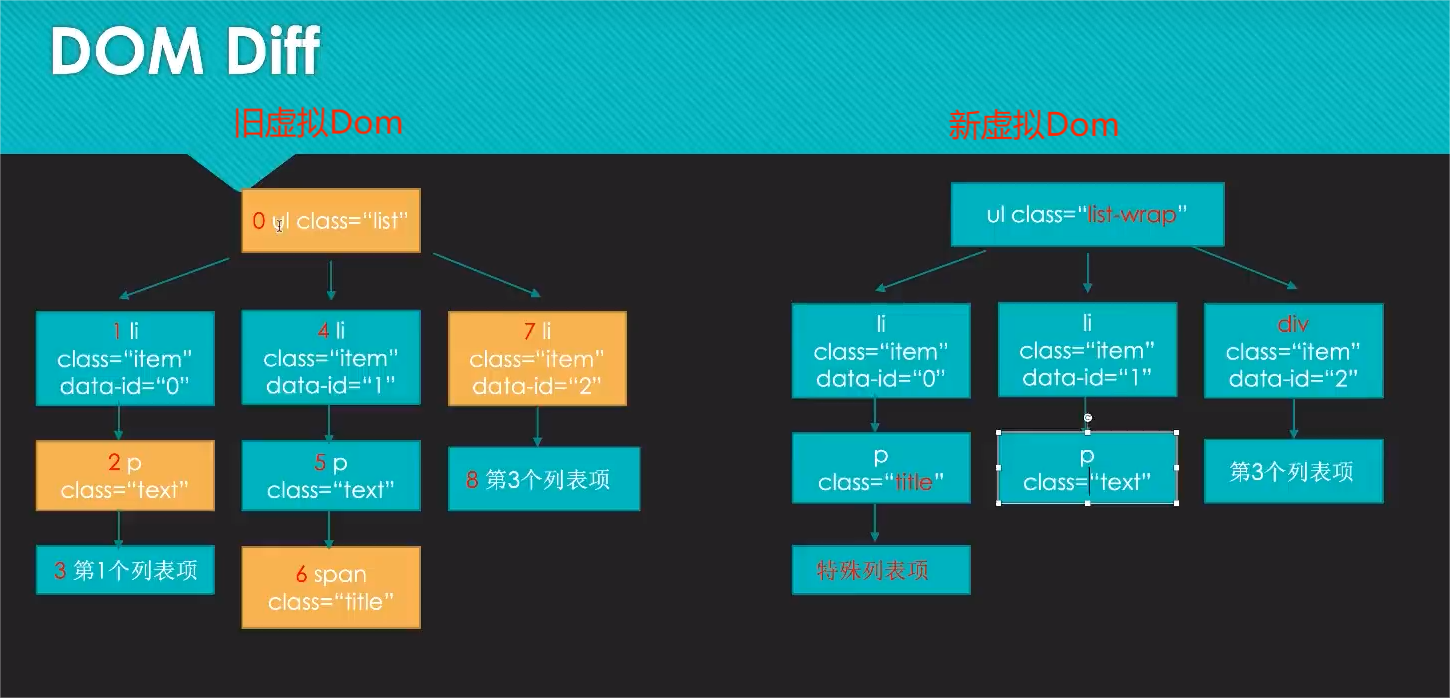 DOM Diff
旧虚拟Dom
新虚拟Dom
0 ul class=“list”
1 li
class=“item”
data-id=“0”
4 li
class=“item”
data-id=“1”
7 li
class=“item”
data-id=“2”
2 p
class=“text”
5 p
class=“text”
8 第3个列表项
3 第1个列表项
6 span
class=“title”
ul class=“list-wrap”
li
class=“item”
data-id=“0”
li
class=“item”
data-id=“1”
div
class=“item”
data-id=“2”
p
class=“title”
p
class=“text”
第3个列表项
特殊列表项